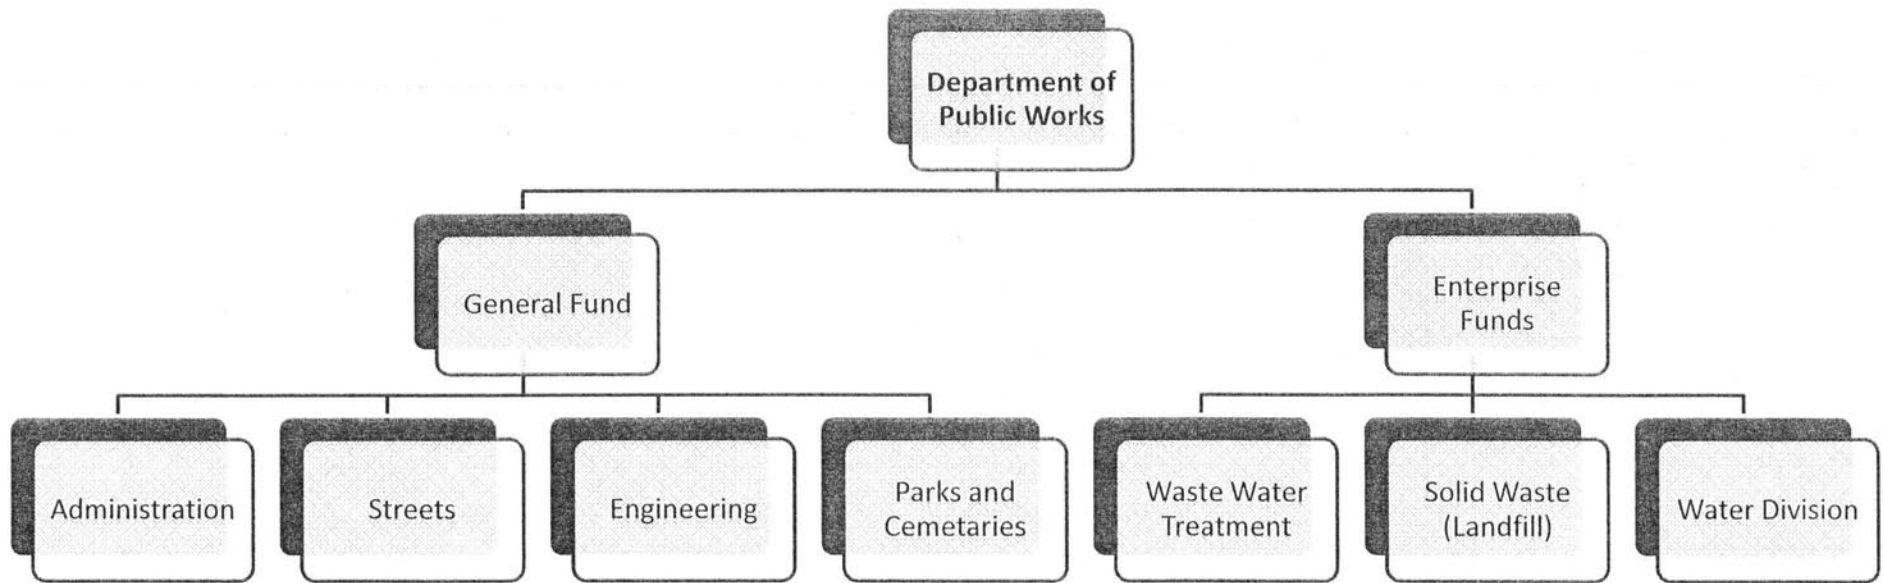 Department of
Public Works
General Fund
Enterprise
Funds
Administration
Streets
Engineering
Parks and
Cemetaries
Waste Water
Treatment
Solid Waste
(Landfill)
Water Division